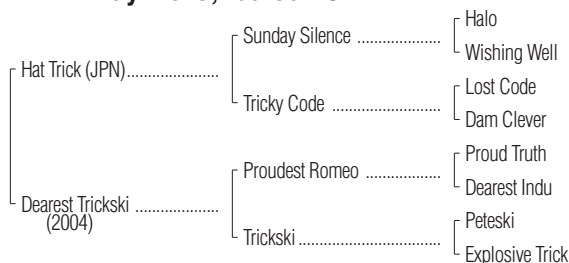 Halo
Sunday Silence
Wishing Well
Hat Trick (JPN)
Lost Code
Tricky Code
Dam Clever
Proud Truth
Proudest Romeo
Dearest Indu
Dearest Trickski
(2004)
Peteski
Trickski
Explosive Trick